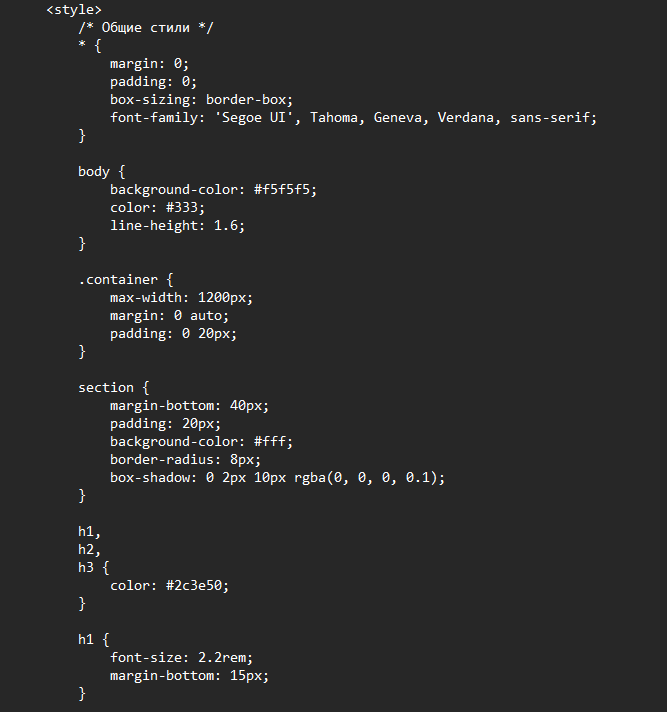 <style>
/* Общие стили */
* {
margin: 0;
padding: 0;
box-sizing: border-box;
font-family: 'Segoe UI', Tahoma, Geneva, Verdana, sans-serif;
}
body {
background-color: #f5f5f5;
color: #333;
line-height: 1.6;
}
.container {
max-width: 1200px;
margin: 0 auto;
padding: 0 20px;
}
section {
margin-bottom: 40px;
padding: 20px;
background-color: #fff;
border-radius: 8px;
box-shadow: 0 2px 10px rgba(0, 0, 0, 0.1);
}
h1,
h2,
h3 {
color: #2c3e50;
}
h1 {
font-size: 2.2rem;
margin-bottom: 15px;
}